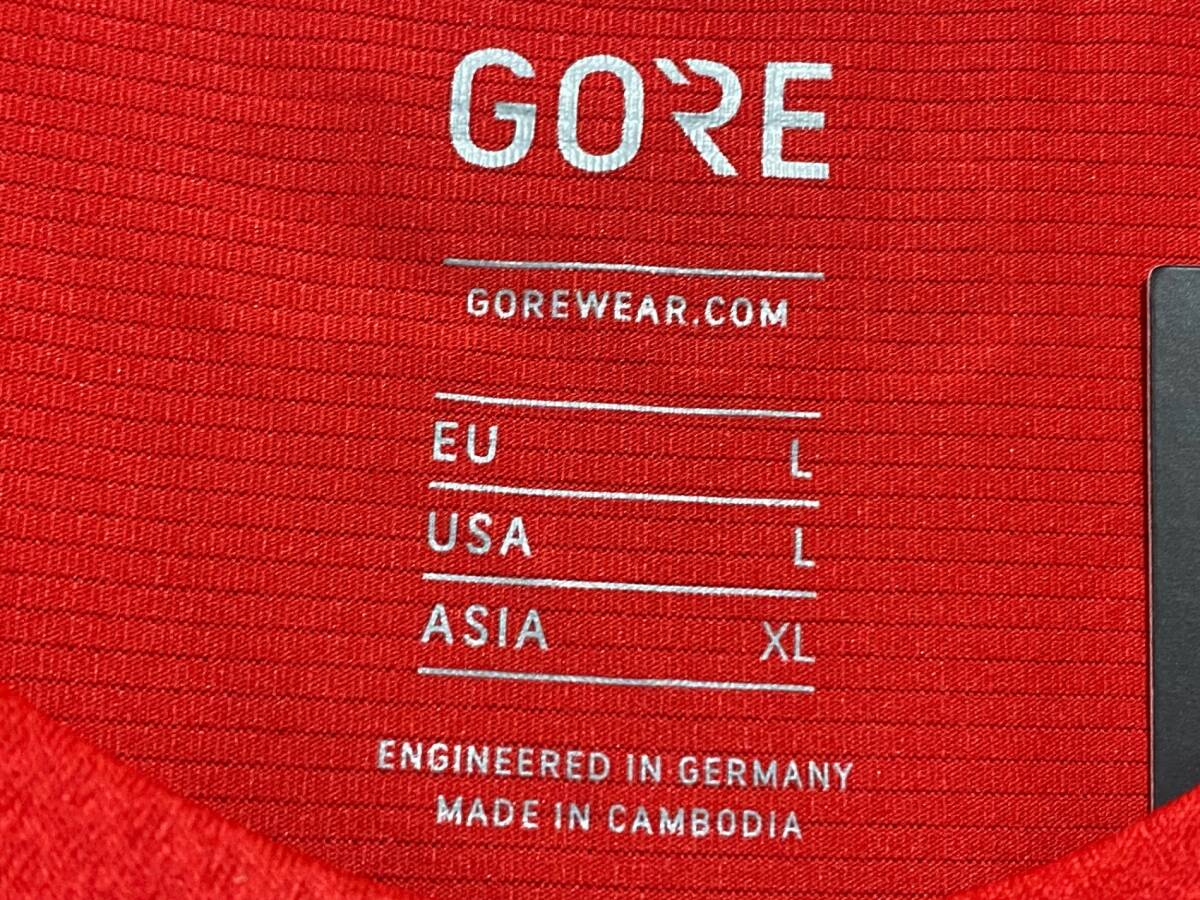 GORE
GOREWEAR.COM
EU L
USA L
ASIA XL
ENGINEERED IN GERMANY
MADE IN CAMBODIA